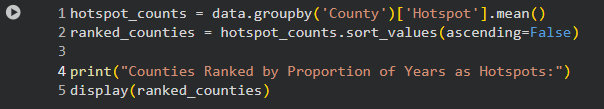 1 hotspot_counts = data.groupby('County')['Hotspot'].mean()
2 ranked_counties = hotspot_counts.sort_values(ascending=False)
3
4 print("Counties Ranked by Proportion of Years as Hotspots:")
5 display(ranked_counties)